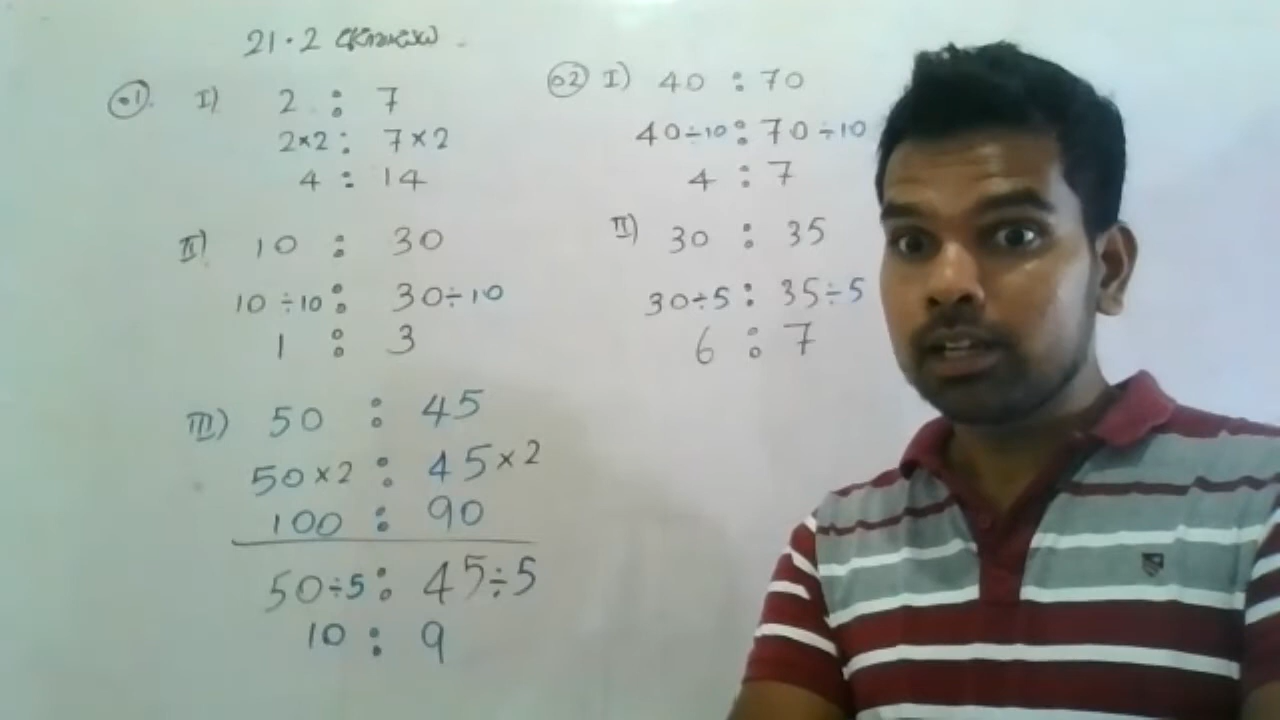 21.2 අභ්‍යාසය
01. I) 2 : 7
2×2 : 7×2
4 : 14
II) 10 : 30
10÷10 : 30÷10
1 : 3
III) 50 : 45
50×2 : 45×2
100 : 90
50÷5 : 45÷5
10 : 9
02 I) 40 : 70
40÷10 : 70÷10
4 : 7
II) 30 : 35
30÷5 : 35÷5
6 : 7